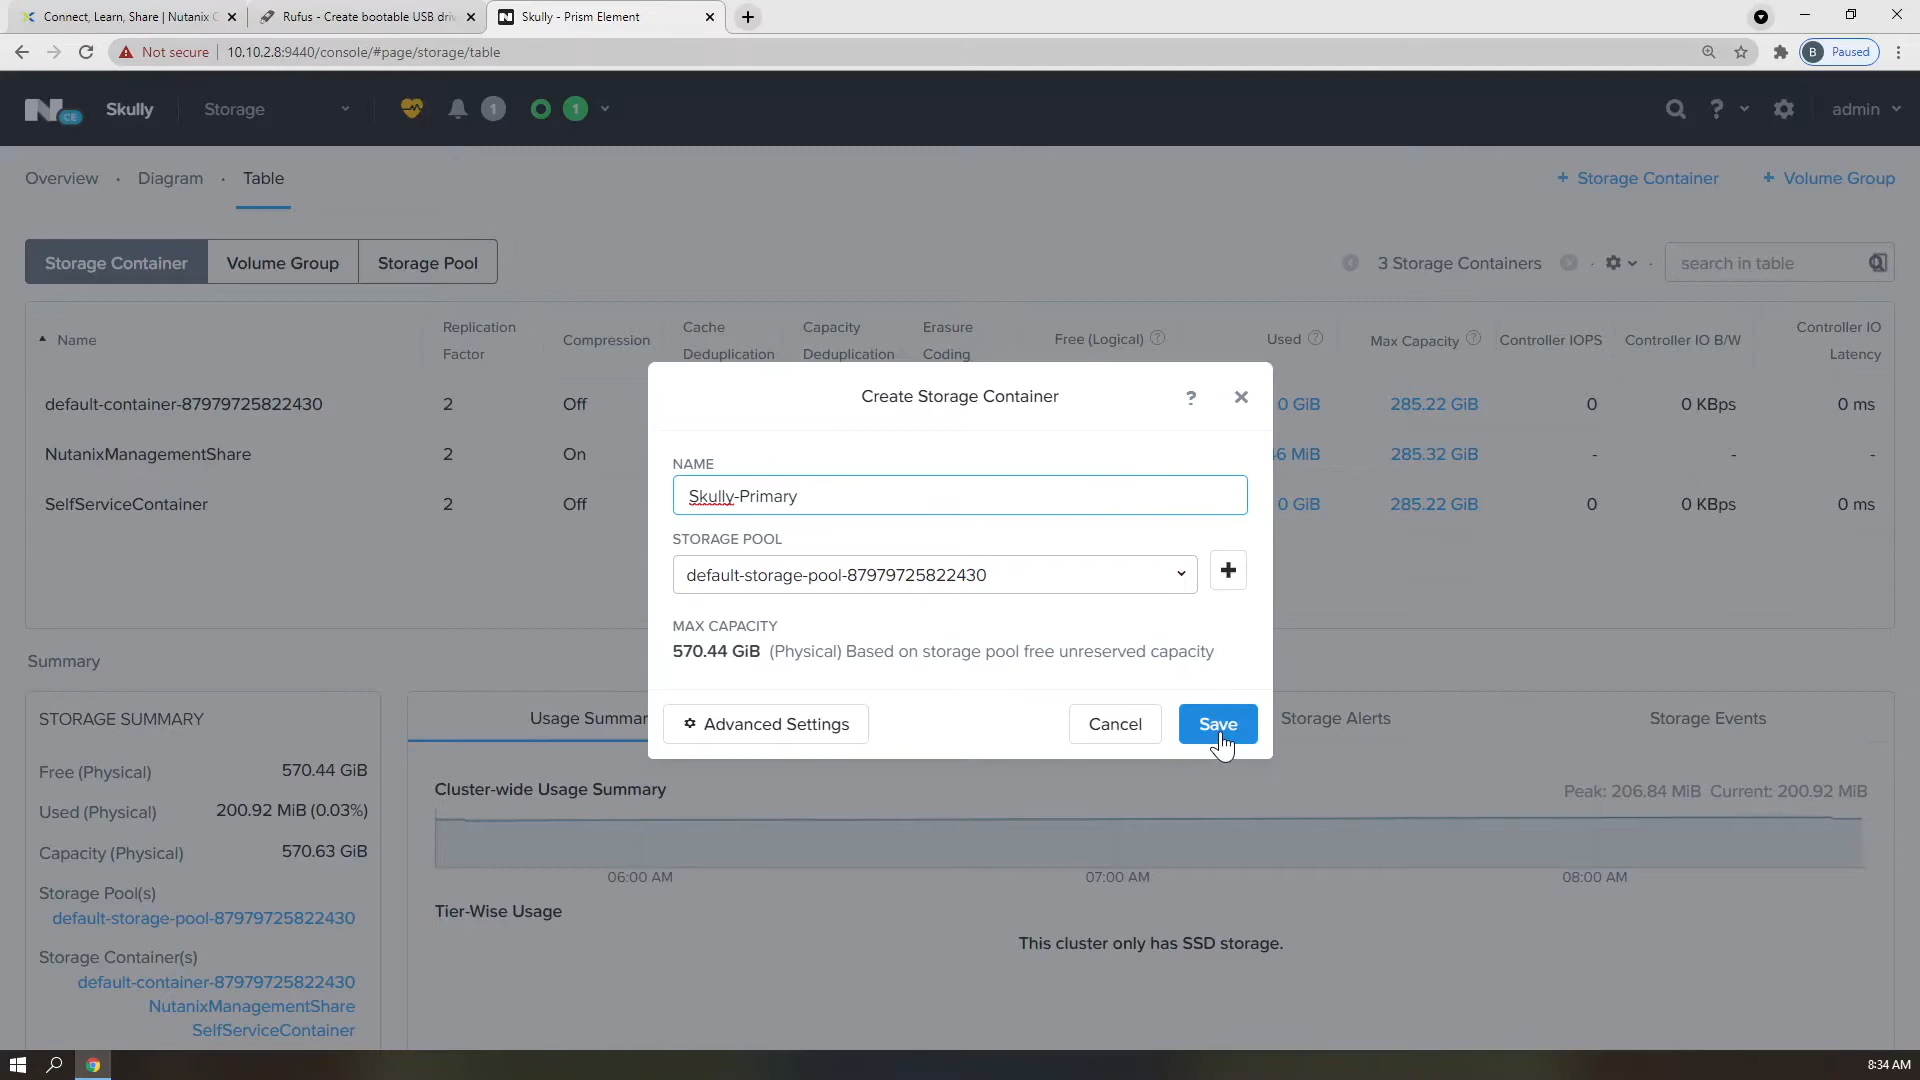 Connect, Learn, Share | Nutanix C
Rufus - Create bootable USB driv
Skully - Prism Element
Not secure
10.10.2.8:9440/console/#page/storage/table
B Paused
N CE
Skully
Storage
1
1
?
admin
Overview · Diagram · Table
+ Storage Container
+ Volume Group
Storage Container
Volume Group
Storage Pool
3 Storage Containers
search in table
Name
Replication Factor
Compression
Cache Deduplication
Capacity Deduplication
Erasure Coding
Free (Logical) ?
Used ?
Max Capacity ?
Controller IOPS
Controller IO B/W
Controller IO Latency
default-container-87979725822430 2 Off 0 GiB 285.22 GiB 0 0 KBps 0 ms
NutanixManagementShare 2 On 6 MiB 285.32 GiB - - -
SelfServiceContainer 2 Off 0 GiB 285.22 GiB 0 0 KBps 0 ms
Create Storage Container
?
NAME
Skully-Primary
STORAGE POOL
default-storage-pool-87979725822430
MAX CAPACITY
570.44 GiB (Physical) Based on storage pool free unreserved capacity
Advanced Settings
Cancel
Save
Summary
STORAGE SUMMARY
Free (Physical) 570.44 GiB
Used (Physical) 200.92 MiB (0.03%)
Capacity (Physical) 570.63 GiB
Storage Pool(s)
default-storage-pool-87979725822430
Storage Container(s)
default-container-87979725822430
NutanixManagementShare
SelfServiceContainer
Usage Summar
Storage Alerts
Storage Events
Cluster-wide Usage Summary
Peak: 206.84 MiB Current: 200.92 MiB
06:00 AM
07:00 AM
08:00 AM
Tier-Wise Usage
This cluster only has SSD storage.
8:34 AM